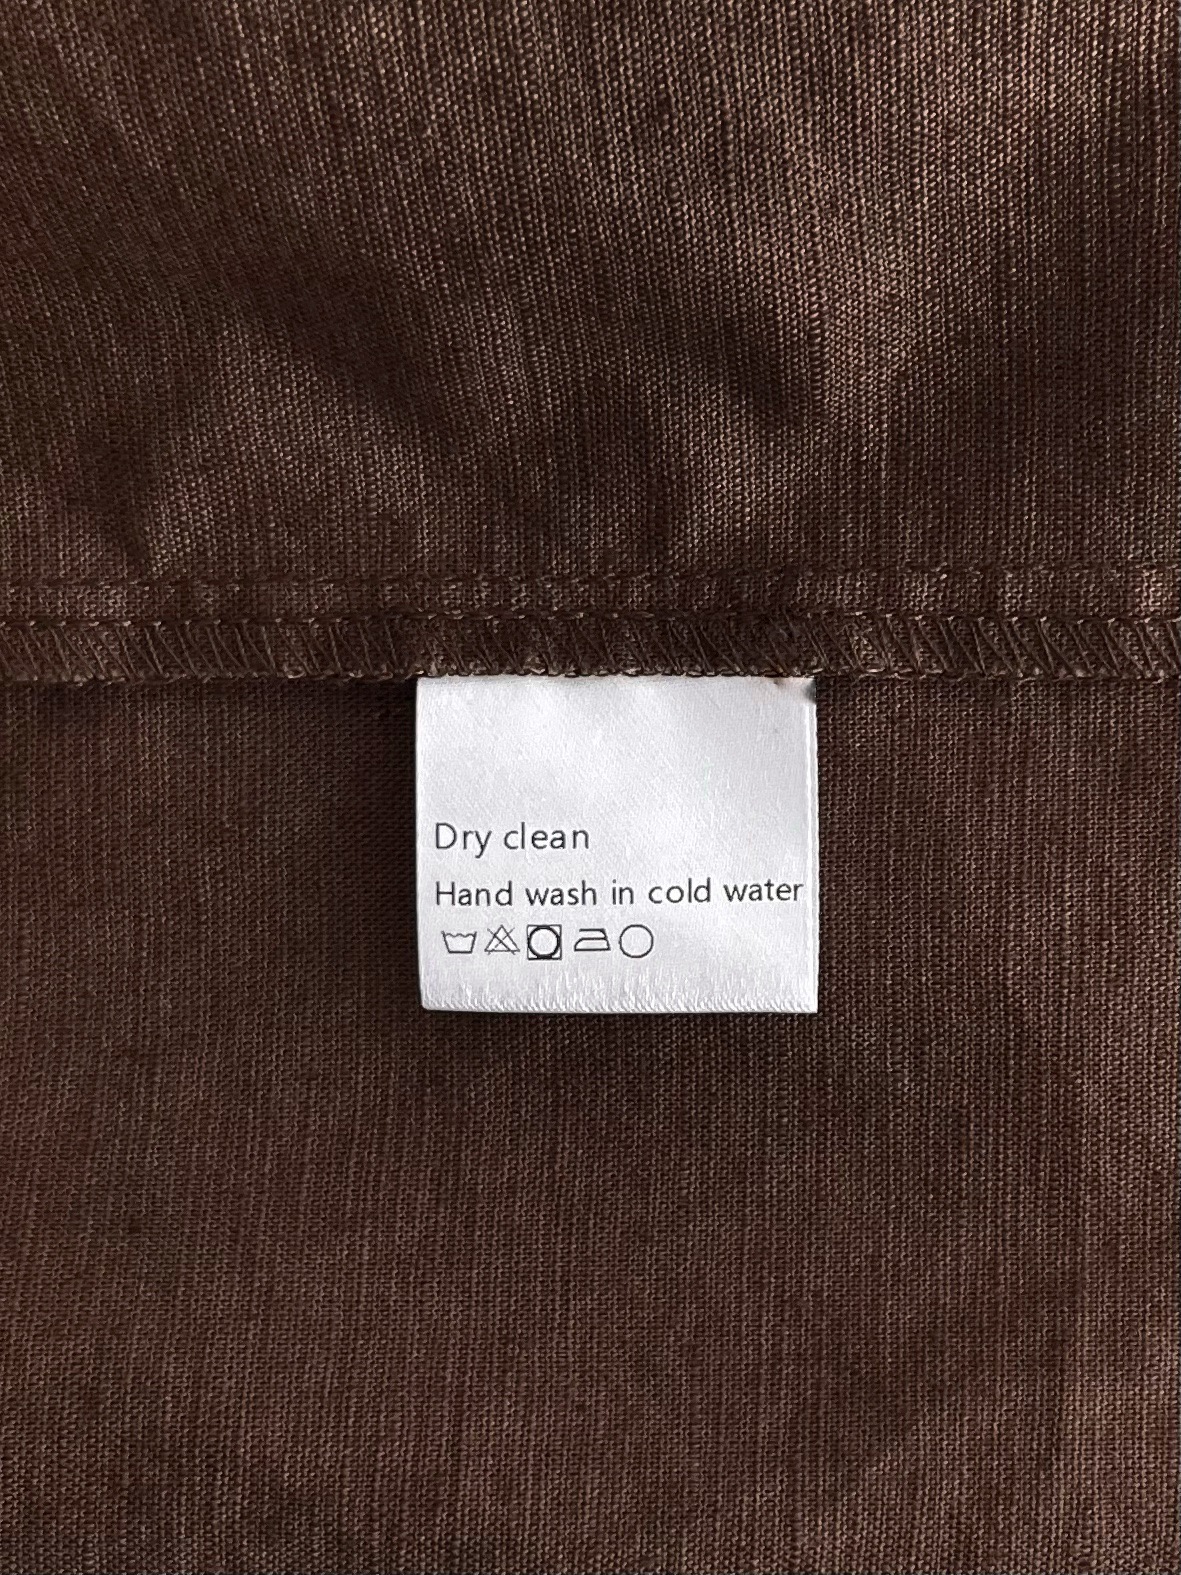 Dry clean
Hand wash in cold water